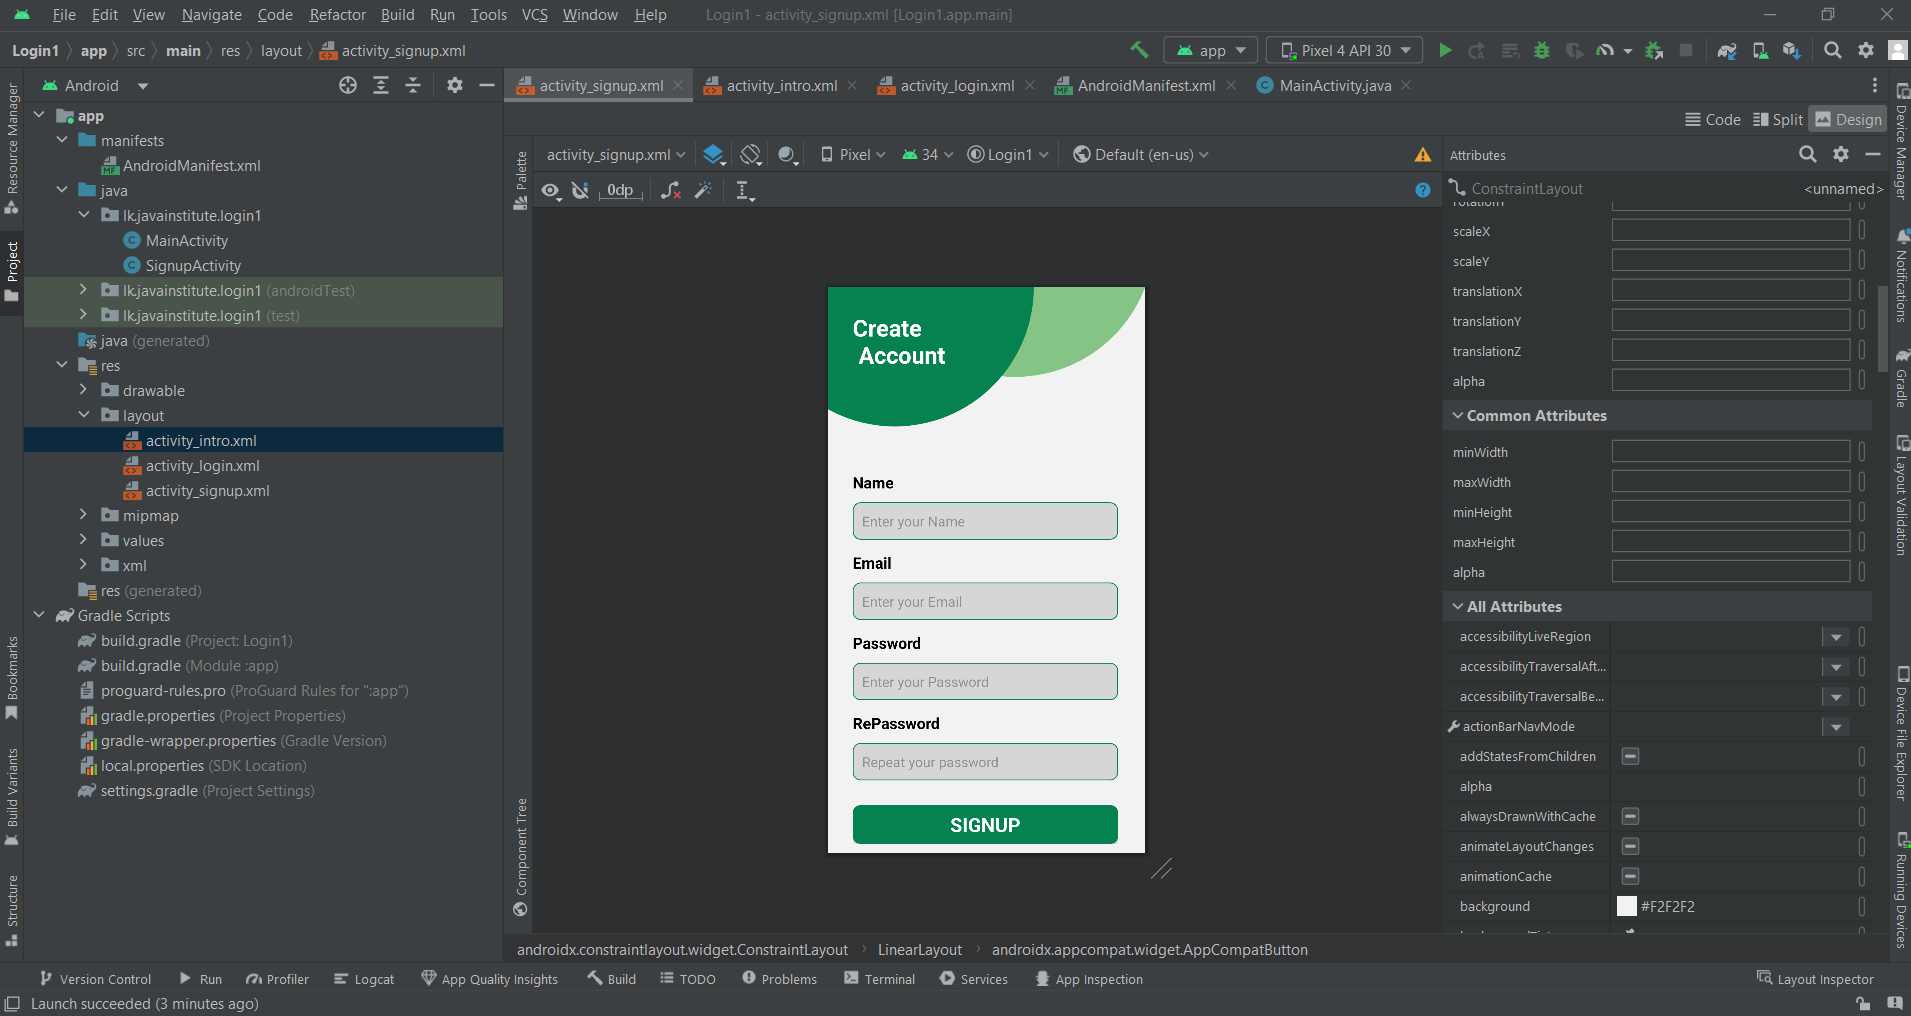 File Edit View Navigate Code Refactor Build Run Tools VCS Window Help Login1 - activity_signup.xml [Login1.app.main]
Login1 app src main res layout activity_signup.xml app Pixel 4 API 30
Android activity_signup.xml activity_intro.xml activity_login.xml AndroidManifest.xml MainActivity.java
Code Split Design
Resource Manager
Project
Bookmarks
Build Variants
Structure
app
manifests
AndroidManifest.xml
java
lk.javainstitute.login1
MainActivity
SignupActivity
lk.javainstitute.login1 (androidTest)
lk.javainstitute.login1 (test)
java (generated)
res
drawable
layout
activity_intro.xml
activity_login.xml
activity_signup.xml
mipmap
values
xml
res (generated)
Gradle Scripts
build.gradle (Project: Login1)
build.gradle (Module :app)
proguard-rules.pro (ProGuard Rules for ":app")
gradle.properties (Project Properties)
gradle-wrapper.properties (Gradle Version)
local.properties (SDK Location)
settings.gradle (Project Settings)
Palette
Component Tree
activity_signup.xml Pixel 34 Login1 Default (en-us)
0dp
Create
Account
Name
Enter your Name
Email
Enter your Email
Password
Enter your Password
RePassword
Repeat your password
SIGNUP
Attributes
ConstraintLayout <unnamed>
rotationY
scaleX
scaleY
translationX
translationY
translationZ
alpha
Common Attributes
minWidth
maxWidth
minHeight
maxHeight
alpha
All Attributes
accessibilityLiveRegion
accessibilityTraversalAft...
accessibilityTraversalBe...
actionBarNavMode
addStatesFromChildren
alpha
alwaysDrawnWithCache
animateLayoutChanges
animationCache
background #F2F2F2
Device Manager
Notifications
Gradle
Layout Validation
Device File Explorer
Running Devices
androidx.constraintlayout.widget.ConstraintLayout LinearLayout androidx.appcompat.widget.AppCompatButton
Version Control Run Profiler Logcat App Quality Insights Build TODO Problems Terminal Services App Inspection Layout Inspector
Launch succeeded (3 minutes ago)